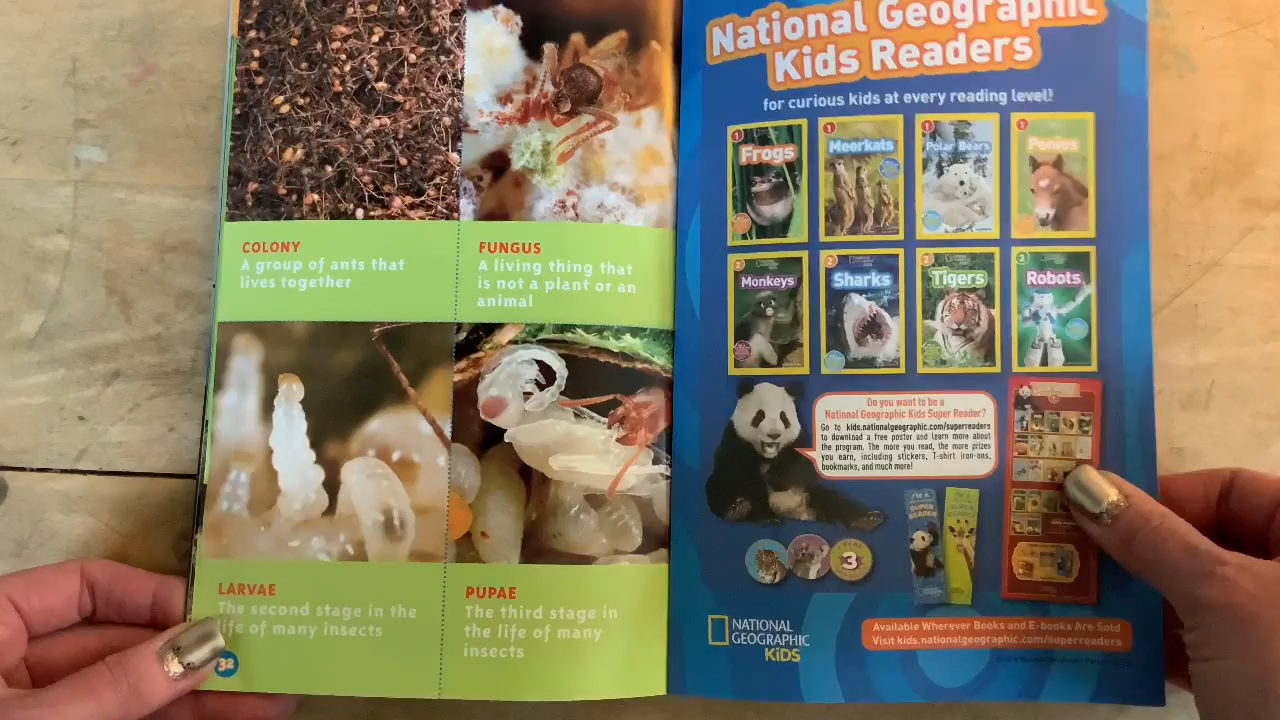 COLONY
A group of ants that
lives together
FUNGUS
A living thing that
is not a plant or an
animal
LARVAE
The second stage in the
life of many insects
PUPAE
The third stage in
the life of many
insects
32
National Geographic
Kids Readers
for curious kids at every reading level!
1
Frogs
1
Meerkats
1
Polar Bears
1
Ponies
2
Monkeys
2
Sharks
2
Tigers
3
Robots
Do you want to be a
National Geographic Kids Super Reader?
Go to kids.nationalgeographic.com/superreaders
to download a free poster and learn more about
the program. The more you read, the more prizes
you earn, including stickers, T-shirt iron-ons,
bookmarks, and much more!
SUPER
READER
SUPER
READER
3
NATIONAL
GEOGRAPHIC
KiDS
Available Wherever Books and E-books Are Sold
Visit kids.nationalgeographic.com/superreaders